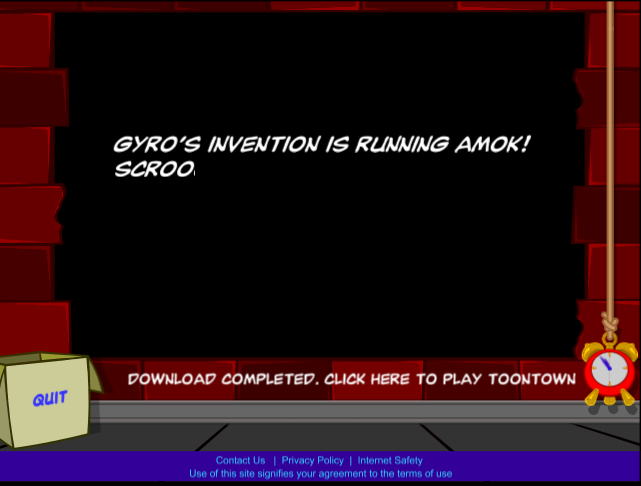 GYRO'S INVENTION IS RUNNING AMOK!
SCROO
DOWNLOAD COMPLETED. CLICK HERE TO PLAY TOONTOWN
QUIT
Contact Us | Privacy Policy | Internet Safety
Use of this site signifies your agreement to the terms of use